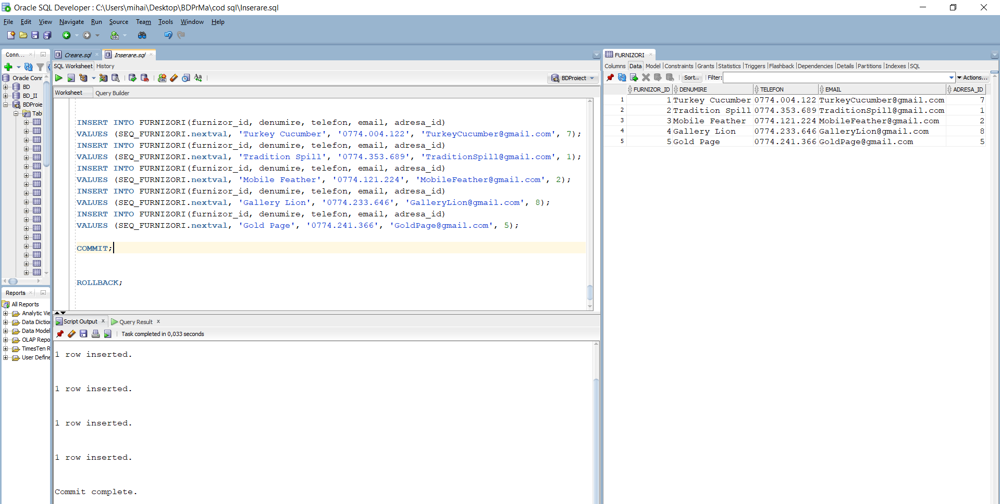 Oracle SQL Developer : C:\Users\mihai\Desktop\BDPrMa\cod sql\Inserare.sql
File Edit View Navigate Run Source Team Tools Window Help
Conn...
Oracle Conr
BD
BD_II
BDProie
Tab
Reports
All Reports
Analytic Vie
Data Diction
Data Model
OLAP Repo
TimesTen R
User Define
Creare.sql Inserare.sql
SQL Worksheet History
BDProiect
Worksheet Query Builder
INSERT INTO FURNIZORI(furnizor_id, denumire, telefon, email, adresa_id)
VALUES (SEQ_FURNIZORI.nextval, 'Turkey Cucumber', '0774.004.122', 'TurkeyCucumber@gmail.com', 7);
INSERT INTO FURNIZORI(furnizor_id, denumire, telefon, email, adresa_id)
VALUES (SEQ_FURNIZORI.nextval, 'Tradition Spill', '0774.353.689', 'TraditionSpill@gmail.com', 1);
INSERT INTO FURNIZORI(furnizor_id, denumire, telefon, email, adresa_id)
VALUES (SEQ_FURNIZORI.nextval, 'Mobile Feather', '0774.121.224', 'MobileFeather@gmail.com', 2);
INSERT INTO FURNIZORI(furnizor_id, denumire, telefon, email, adresa_id)
VALUES (SEQ_FURNIZORI.nextval, 'Gallery Lion', '0774.233.646', 'GalleryLion@gmail.com', 8);
INSERT INTO FURNIZORI(furnizor_id, denumire, telefon, email, adresa_id)
VALUES (SEQ_FURNIZORI.nextval, 'Gold Page', '0774.241.366', 'GoldPage@gmail.com', 5);
COMMIT;
ROLLBACK;
Script Output Query Result
Task completed in 0,033 seconds
1 row inserted.
1 row inserted.
1 row inserted.
1 row inserted.
Commit complete.
FURNIZORI
Columns Data Model Constraints Grants Statistics Triggers Flashback Dependencies Details Partitions Indexes SQL
Sort.. Filter: Actions...
FURNIZOR_ID DENUMIRE TELEFON EMAIL ADRESA_ID
1 1 Turkey Cucumber 0774.004.122 TurkeyCucumber@gmail.com 7
2 2 Tradition Spill 0774.353.689 TraditionSpill@gmail.com 1
3 3 Mobile Feather 0774.121.224 MobileFeather@gmail.com 2
4 4 Gallery Lion 0774.233.646 GalleryLion@gmail.com 8
5 5 Gold Page 0774.241.366 GoldPage@gmail.com 5